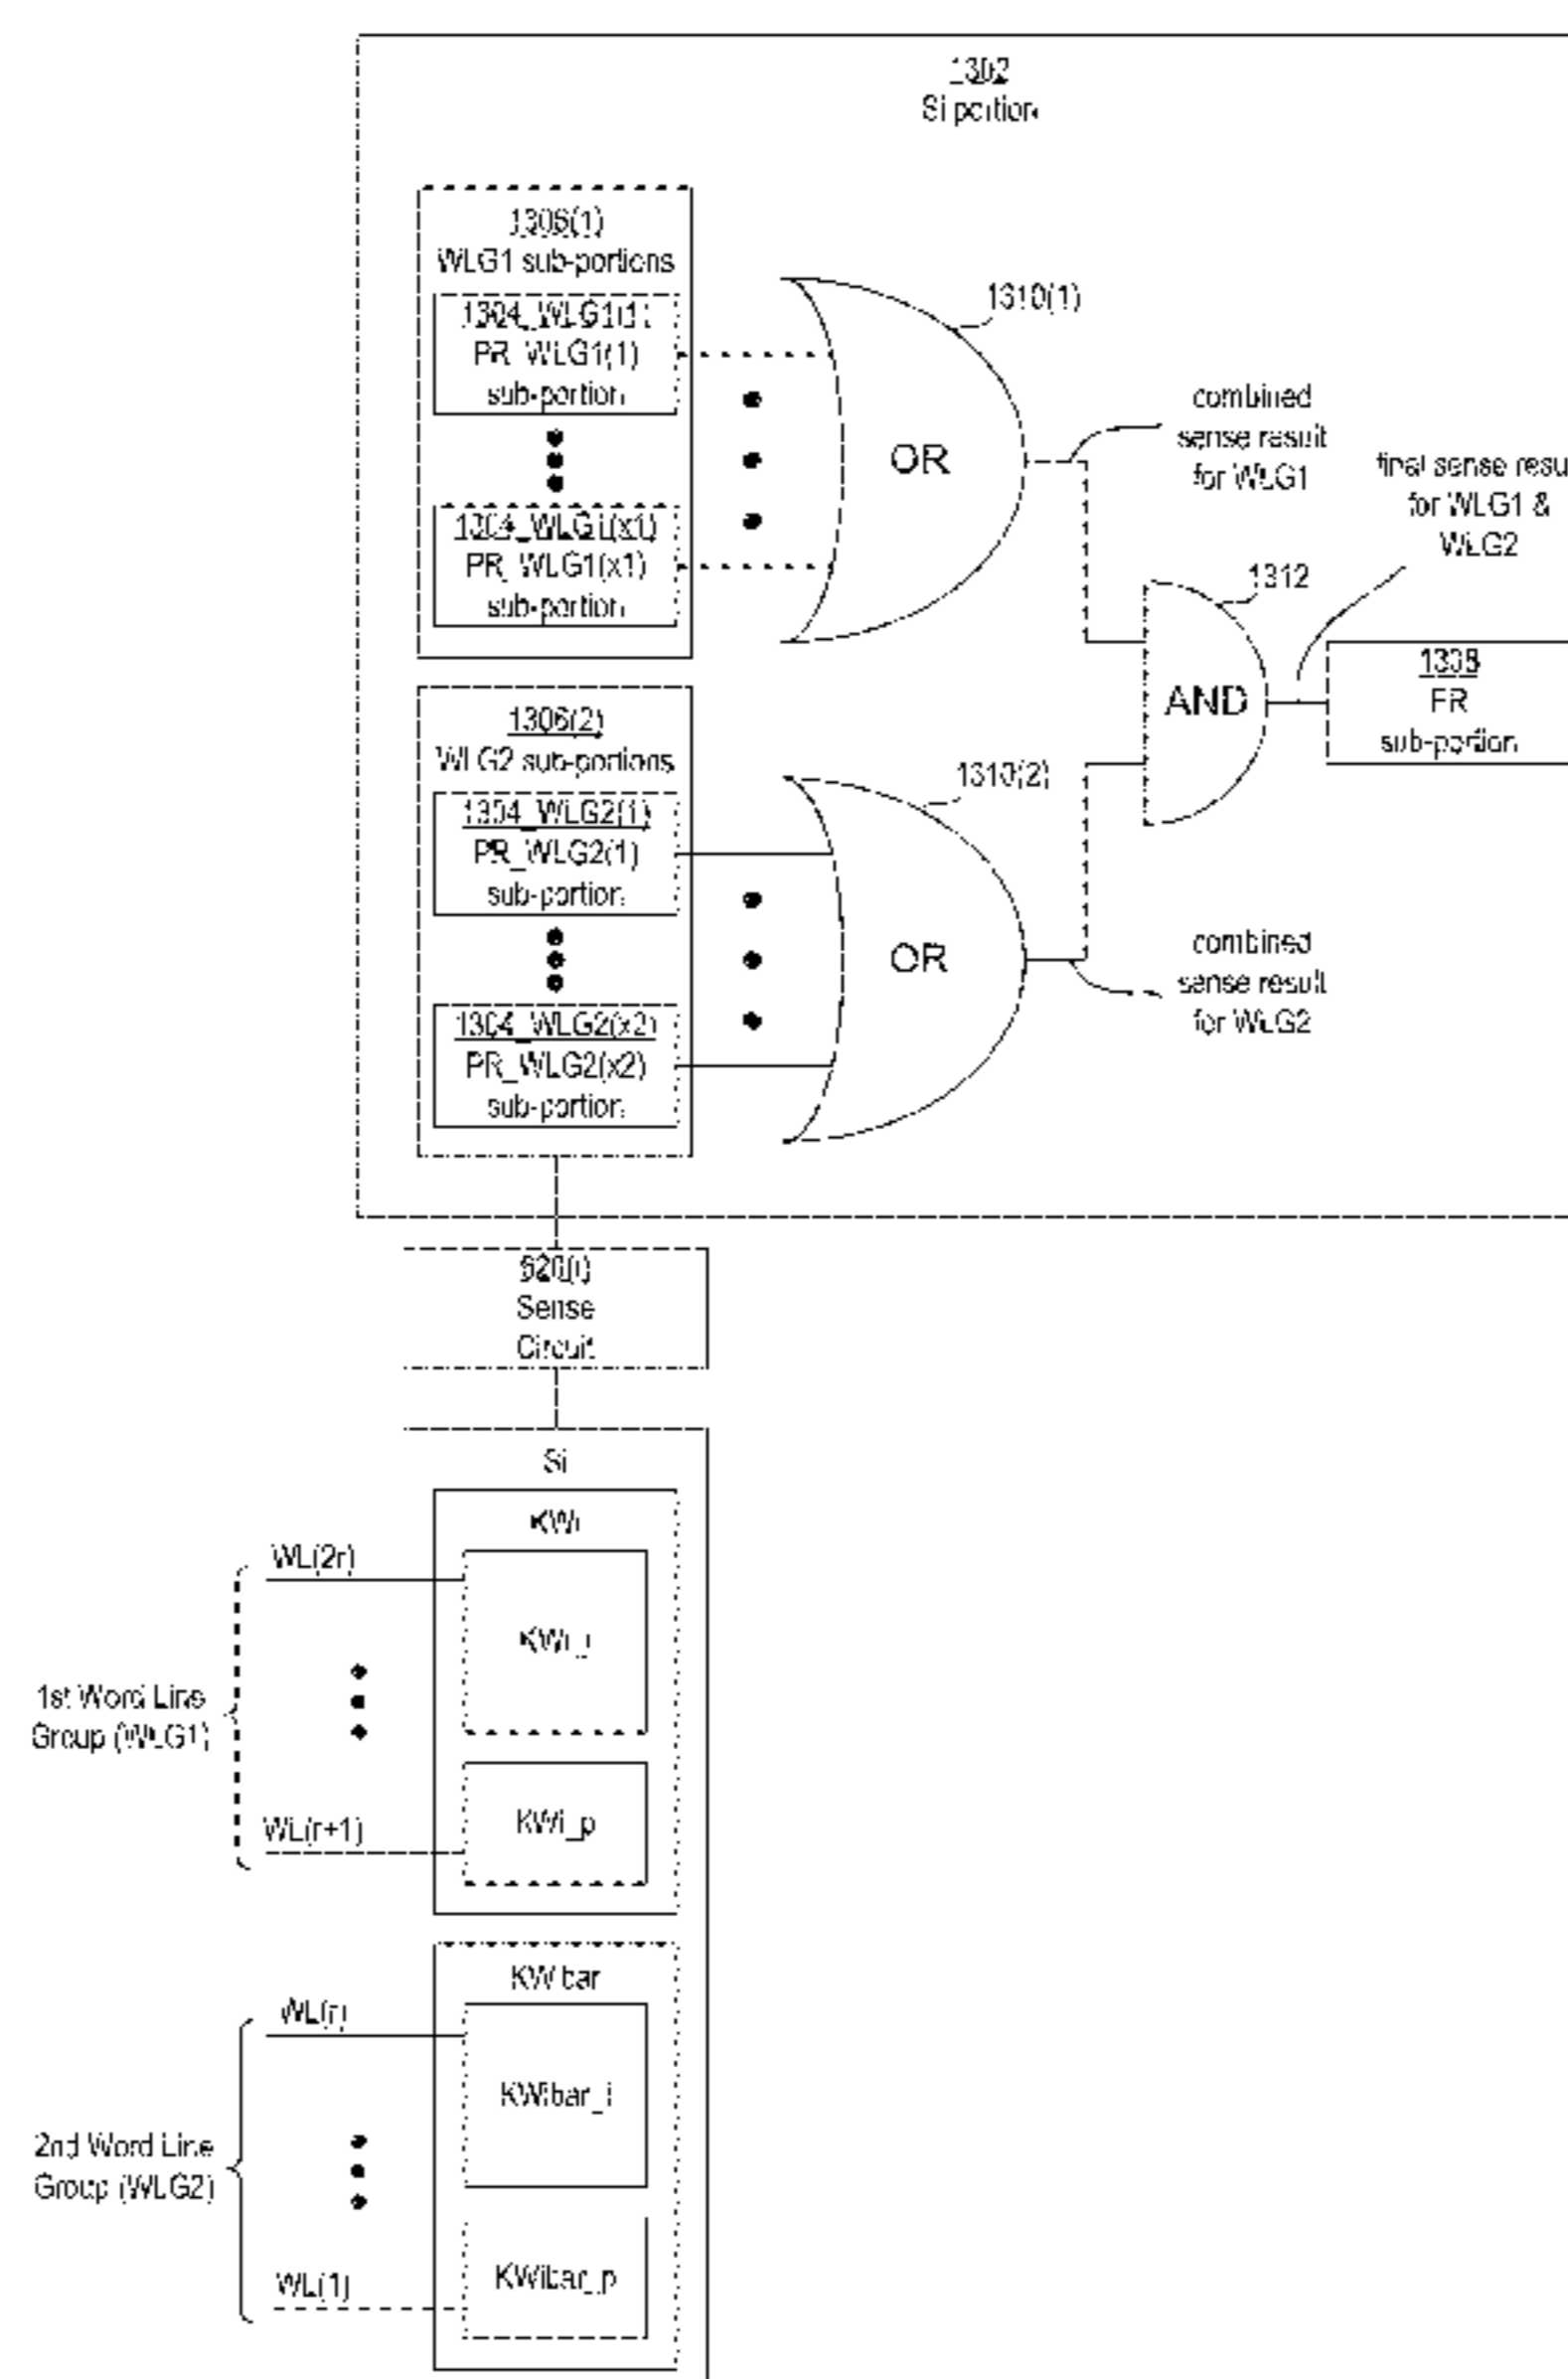 1302
Si portion
1306(1)
WLG1 sub-portions
1304_WLG1(1)
PR_WLG1(1)
sub-portion
1304_WLG1(x1)
PR_WLG1(x1)
sub-portion
OR
1310(1)
combined
sense result
for WLG1
final sense resu
for WLG1 &
WLG2
1312
AND
1308
FR
sub-portion
1306(2)
WLG2 sub-portions
1304_WLG2(1)
PR_WLG2(1)
sub-portion
1304_WLG2(x2)
PR_WLG2(x2)
sub-portion
OR
1310(2)
combined
sense result
for WLG2
620(i)
Sense
Circuit
Si
KWi
WL(2r)
KWi_i
1st Word Line
Group (WLG1)
WL(r+1)
KWi_p
KWibar
WL(r)
KWibar_i
2nd Word Line
Group (WLG2)
WL(1)
KWibar_p